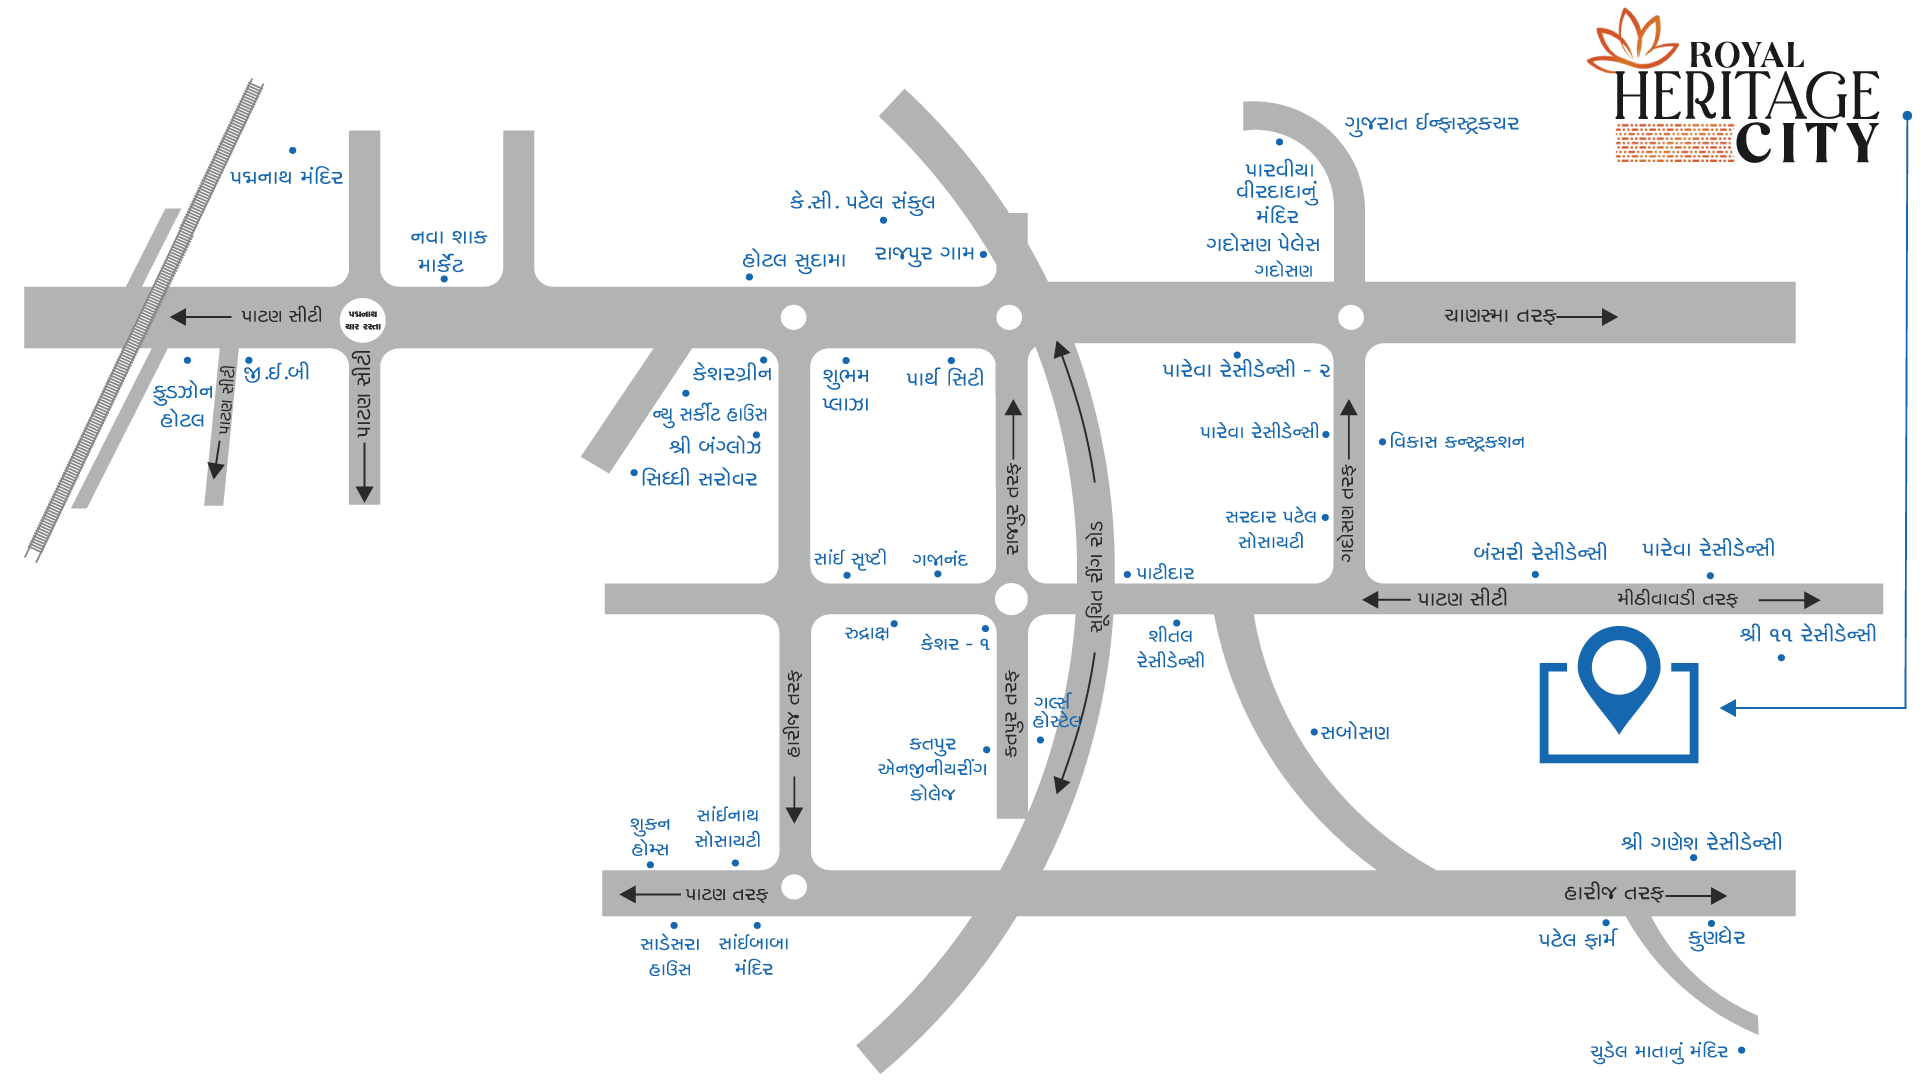 ROYAL
HERITAGE
CITY
ગુજરાત ઈન્ફાસ્ટ્રક્ચર
પદ્મનાથ મંદિર
પારવીયા
વીરદાદાનું
મંદિર
કે.સી. પટેલ સંકુલ
નવા શાક
માર્કેટ
હોટલ સુદામા
રાજપુર ગામ
ગદોસણ પેલેસ
ગદોસણ
પાટણ સીટી
પદ્મનાથ
ચાર રસ્તા
ચાણસ્મા તરફ
ફુડઝોન
હોટલ
પાટણ સીટી
જી.ઈ.બી
પાટણ સીટી
કેશરગ્રીન
ન્યુ સર્કીટ હાઉસ
શ્રી બંગ્લોઝ
સિધ્ધી સરોવર
શુભમ
પ્લાઝા
પાર્થ સિટી
પારેવા રેસીડેન્સી - ૨
પારેવા રેસીડેન્સી
વિકાસ કન્સ્ટ્રકશન
રાજપુર તરફ
સૂચિત રીંગ રોડ
ગદોસણ તરફ
સરદાર પટેલ
સોસાયટી
સાંઈ સૃષ્ટી
ગજાનંદ
પાટીદાર
બંસરી રેસીડેન્સી
પારેવા રેસીડેન્સી
પાટણ સીટી
મીઠીવાવડી તરફ
રુદ્રાક્ષ
કેશર - ૧
શીતલ
રેસીડેન્સી
શ્રી ૧૧ રેસીડેન્સી
હારીજ તરફ
કતપુર તરફ
ગર્લ્સ
હોસ્ટેલ
કતપુર
એનજીનીયરીંગ
કોલેજ
સબોસણ
શુકન
હોમ્સ
સાંઈનાથ
સોસાયટી
શ્રી ગણેશ રેસીડેન્સી
પાટણ તરફ
હારીજ તરફ
સાડેસરા
હાઉસ
સાંઈબાબા
મંદિર
પટેલ ફાર્મ
કુણઘેર
ચુડેલ માતાનું મંદિર